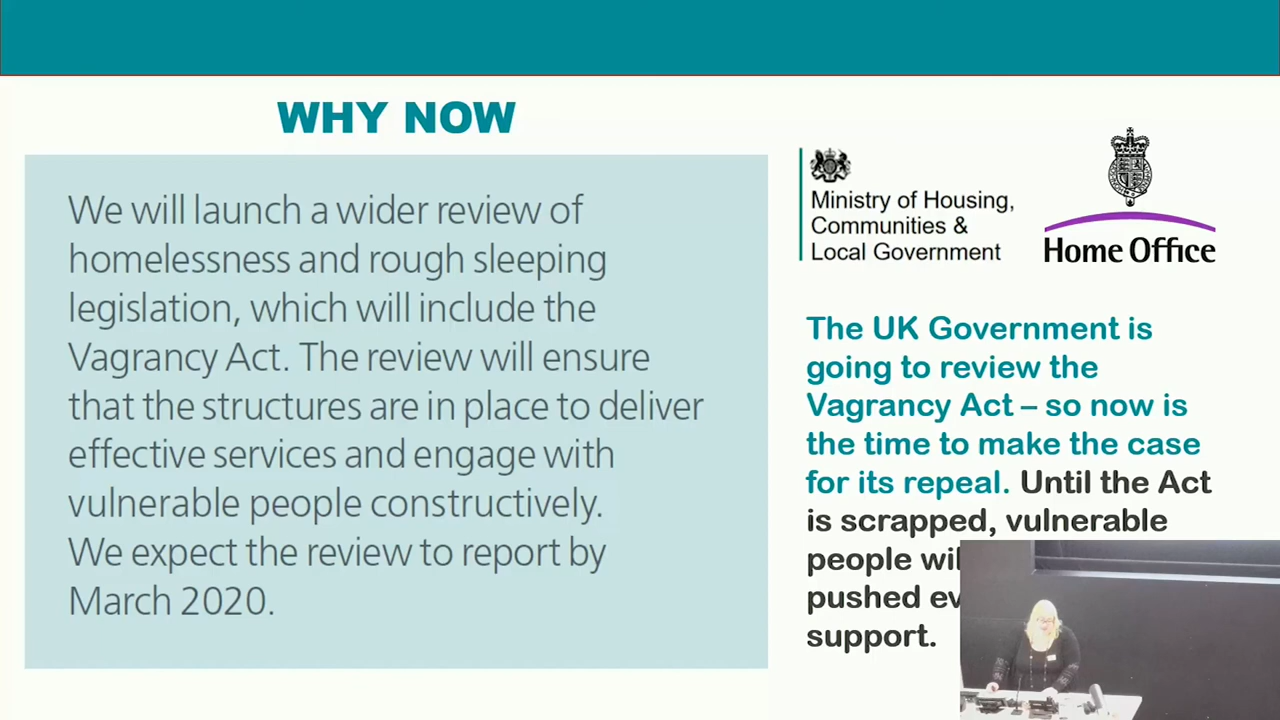 WHY NOW
We will launch a wider review of
homelessness and rough sleeping
legislation, which will include the
Vagrancy Act. The review will ensure
that the structures are in place to deliver
effective services and engage with
vulnerable people constructively.
We expect the review to report by
March 2020.
Ministry of Housing,
Communities &
Local Government
Home Office
The UK Government is
going to review the
Vagrancy Act – so now is
the time to make the case
for its repeal. Until the Act
is scrapped, vulnerable
people
pushed
support.